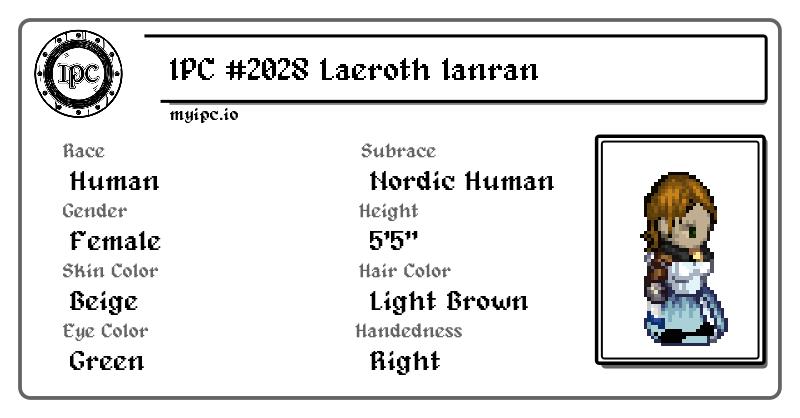 IPC
IPC #2028 Laeroth Ianran
myipc.io
Race
Subrace
Human
Nordic Human
Gender
Height
Female
5'5"
Skin Color
Hair Color
Beige
Light Brown
Eye Color
Handedness
Green
Right